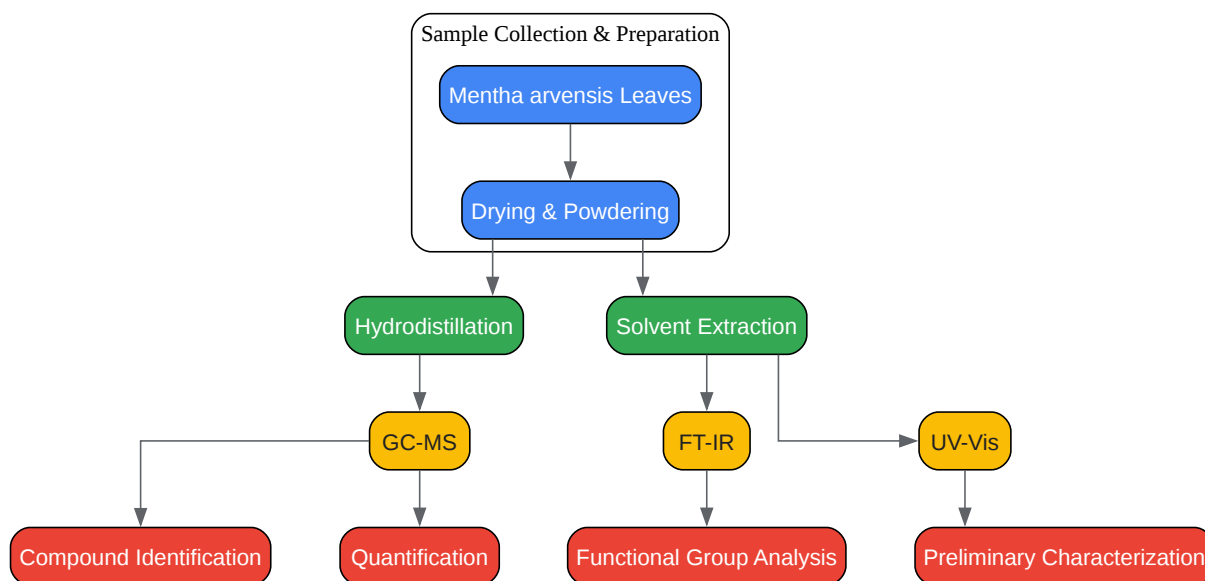 Sample Collection & Preparation
Mentha arvensis Leaves
Drying & Powdering
Hydrodistillation
Solvent Extraction
GC-MS
FT-IR
UV-Vis
Compound Identification
Quantification
Functional Group Analysis
Preliminary Characterization